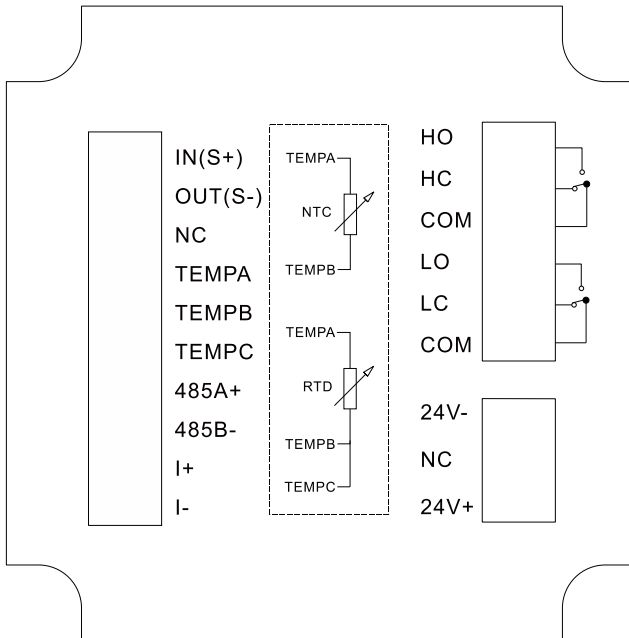 IN(S+)
OUT(S-)
NC
TEMPA
TEMPB
TEMPC
485A+
485B-
I+
I-
TEMPA
NTC
TEMPB
TEMPA
RTD
TEMPB
TEMPC
HO
HC
COM
LO
LC
COM
24V-
NC
24V+